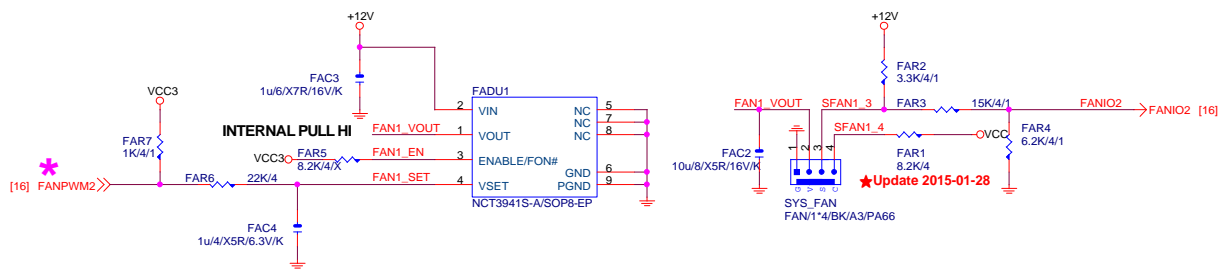 +12V
+12V
FAC3
1u/6/X7R/16V/K
FAR2
3.3K/4/1
VCC3
FADU1
FAR7
1K/4/1
INTERNAL PULL HI
2 VIN NC 5
NC 7
FAN1_VOUT 1 VOUT NC 8
VCC3 FAR5 FAN1_EN 3 ENABLE/FON#
8.2K/4/X
GND 6
[16] FANPWM2 FAR6 22K/4 FAN1_SET 4 VSET PGND 9
NCT3941S-A/SOP8-EP
FAC4
1u/4/X5R/6.3V/K
FAN1_VOUT SFAN1_3 FAR3 15K/4/1 FANIO2 FANIO2 [16]
SFAN1_4 VCC FAR4
6.2K/4/1
FAC2
10u/8/X5R/16V/K
FAR1
8.2K/4
1 2 3 4
G V S C
★Update 2015-01-28
SYS_FAN
FAN/1*4/BK/A3/PA66